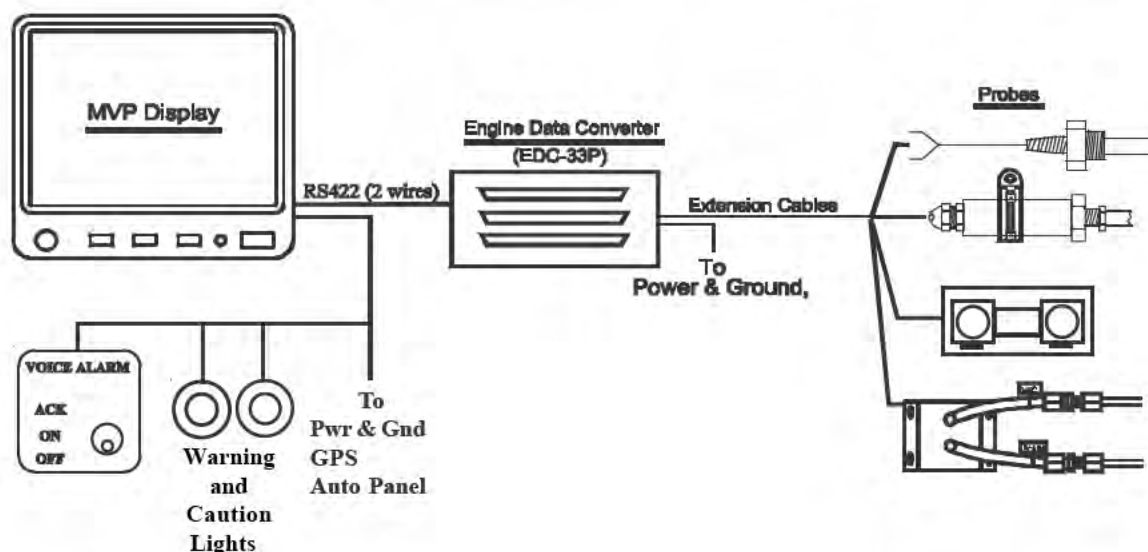 MVP Display
RS422 (2 wires)
Engine Data Converter
(EDC-33P)
Extension Cables
To
Power & Ground,
Probes
VOICE ALARM
ACK
ON
OFF
Warning
and
Caution
Lights
To
Pwr & Gnd
GPS
Auto Panel